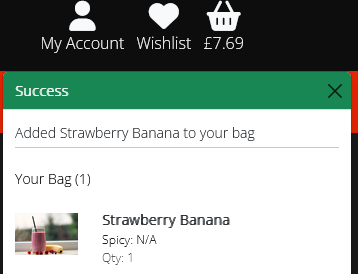 My Account Wishlist £7.69
Success
Added Strawberry Banana to your bag
Your Bag (1)
Strawberry Banana
Spicy: N/A
Qty: 1